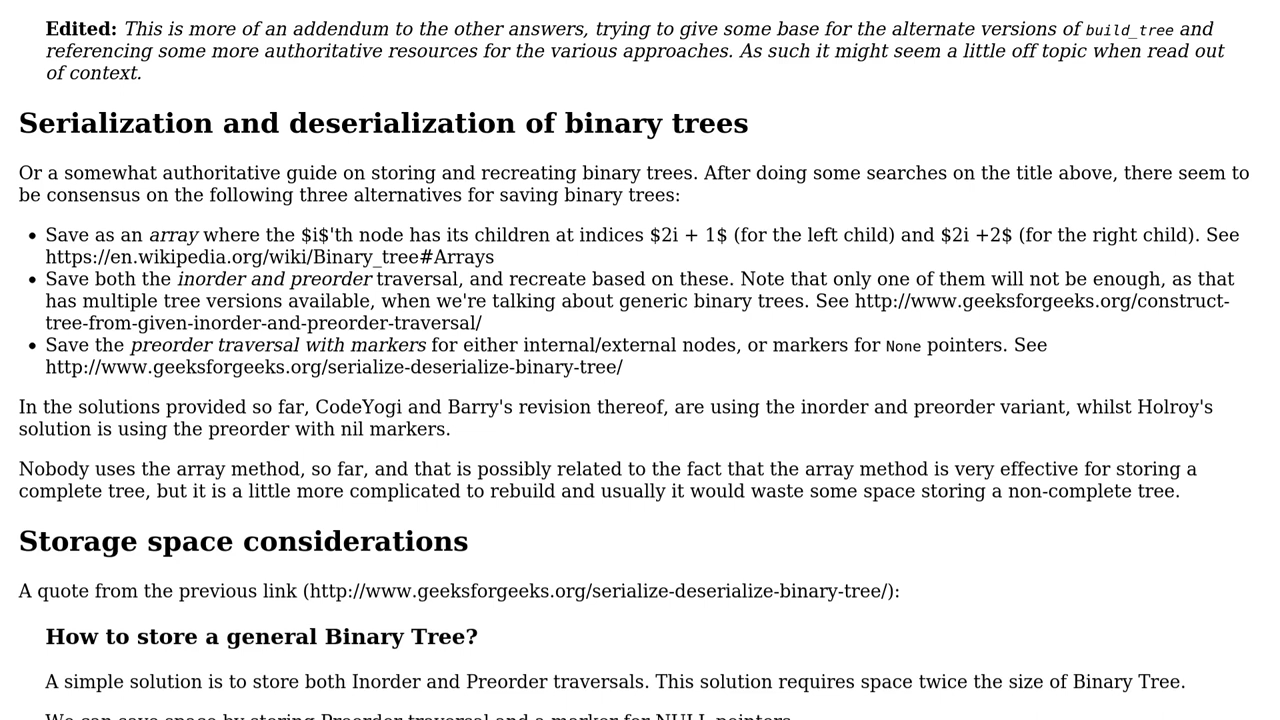 Edited: This is more of an addendum to the other answers, trying to give some base for the alternate versions of build_tree and
referencing some more authoritative resources for the various approaches. As such it might seem a little off topic when read out
of context.
Serialization and deserialization of binary trees
Or a somewhat authoritative guide on storing and recreating binary trees. After doing some searches on the title above, there seem to
be consensus on the following three alternatives for saving binary trees:
• Save as an array where the $i$'th node has its children at indices $2i + 1$ (for the left child) and $2i +2$ (for the right child). See
https://en.wikipedia.org/wiki/Binary_tree#Arrays
• Save both the inorder and preorder traversal, and recreate based on these. Note that only one of them will not be enough, as that
has multiple tree versions available, when we're talking about generic binary trees. See http://www.geeksforgeeks.org/construct-
tree-from-given-inorder-and-preorder-traversal/
• Save the preorder traversal with markers for either internal/external nodes, or markers for None pointers. See
http://www.geeksforgeeks.org/serialize-deserialize-binary-tree/
In the solutions provided so far, CodeYogi and Barry's revision thereof, are using the inorder and preorder variant, whilst Holroy's
solution is using the preorder with nil markers.
Nobody uses the array method, so far, and that is possibly related to the fact that the array method is very effective for storing a
complete tree, but it is a little more complicated to rebuild and usually it would waste some space storing a non-complete tree.
Storage space considerations
A quote from the previous link (http://www.geeksforgeeks.org/serialize-deserialize-binary-tree/):
How to store a general Binary Tree?
A simple solution is to store both Inorder and Preorder traversals. This solution requires space twice the size of Binary Tree.
We can save space by storing Preorder traversal and a marker for NULL pointers.